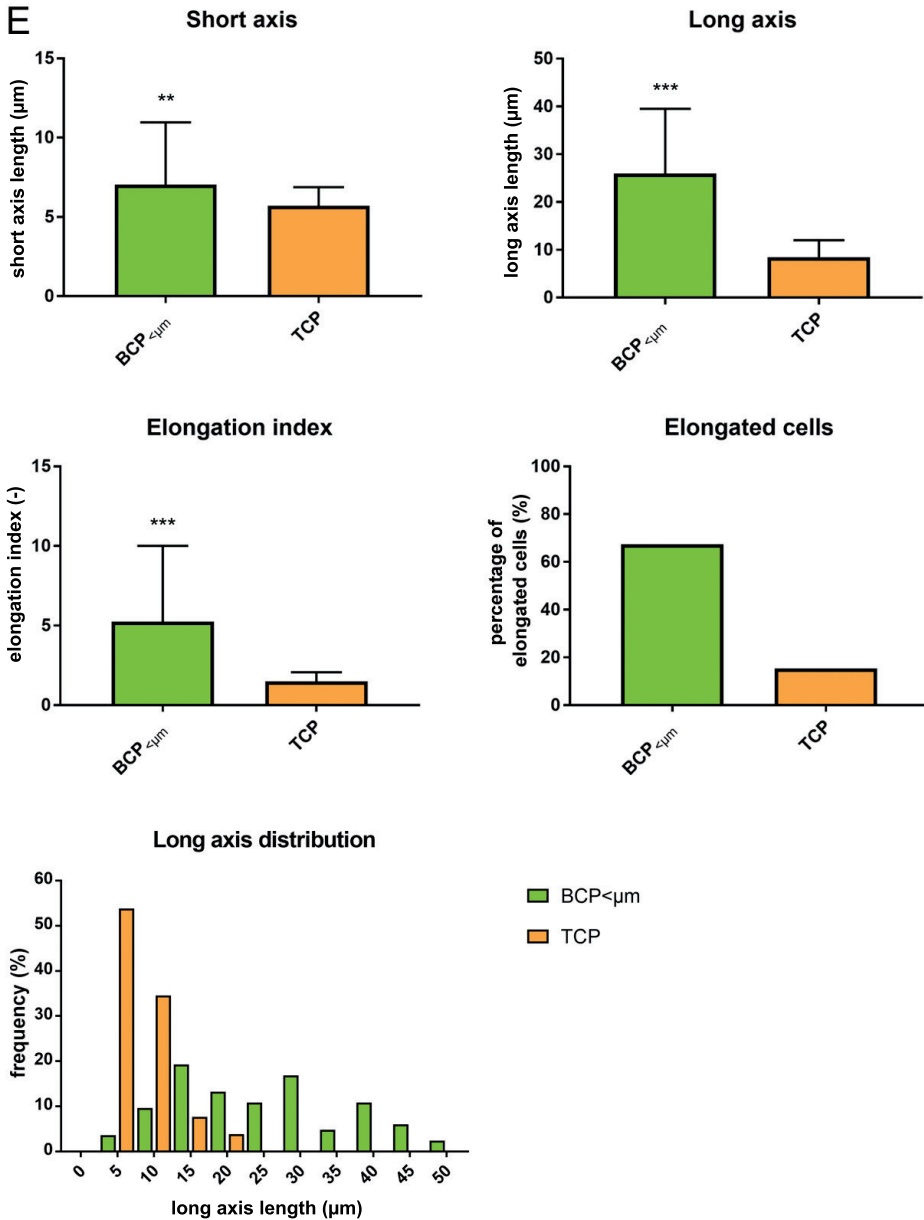 E
Short axis
short axis length (µm)
15
10
5
0
**
BCP<µm
TCP
Long axis
long axis length (µm)
50
40
30
20
10
0
***
BCP<µm
TCP
Elongation index
elongation index (-)
15
10
5
0
***
BCP<µm
TCP
Elongated cells
percentage of
elongated cells (%)
100
80
60
40
20
0
BCP<µm
TCP
Long axis distribution
frequency (%)
60
50
40
30
20
10
0
0 5 10 15 20 25 30 35 40 45 50
long axis length (µm)
BCP<µm
TCP